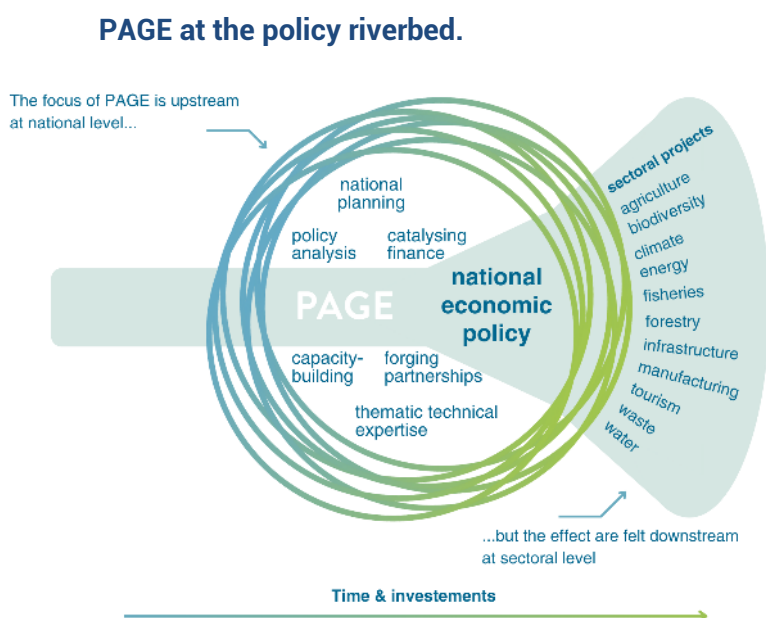 PAGE at the policy riverbed.
The focus of PAGE is upstream
at national level...
national
planning
policy
analysis
catalysing
finance
PAGE
national
economic
policy
capacity-
building
forging
partnerships
thematic technical
expertise
sectoral projects
agriculture
biodiversity
climate
energy
fisheries
forestry
infrastructure
manufacturing
tourism
waste
water
...but the effect are felt downstream
at sectoral level
Time & investements